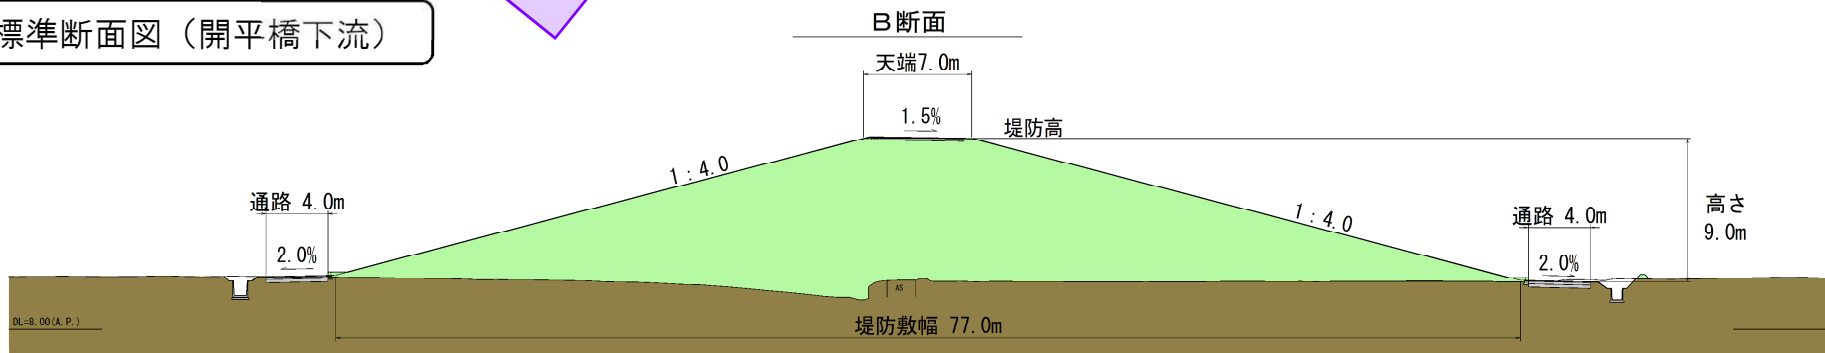 標準断面図（開平橋下流）
B断面
天端7.0m
1.5%
堤防高
1：4.0
1：4.0
通路 4.0m
2.0%
通路 4.0m
2.0%
高さ
9.0m
AS
DL=8.00(A.P.)
堤防敷幅 77.0m